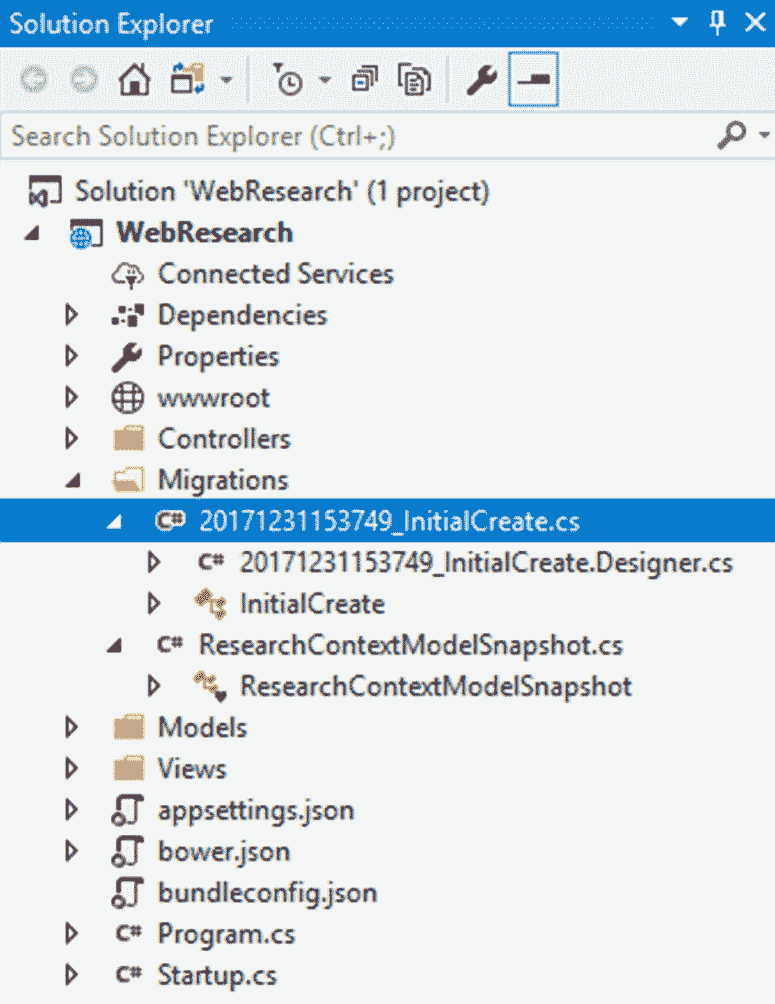 Solution Explorer
Search Solution Explorer (Ctrl+;)
Solution 'WebResearch' (1 project)
WebResearch
Connected Services
Dependencies
Properties
wwwroot
Controllers
Migrations
C# 20171231153749_InitialCreate.cs
C# 20171231153749_InitialCreate.Designer.cs
InitialCreate
C# ResearchContextModelSnapshot.cs
ResearchContextModelSnapshot
Models
Views
appsettings.json
bower.json
bundleconfig.json
C# Program.cs
C# Startup.cs